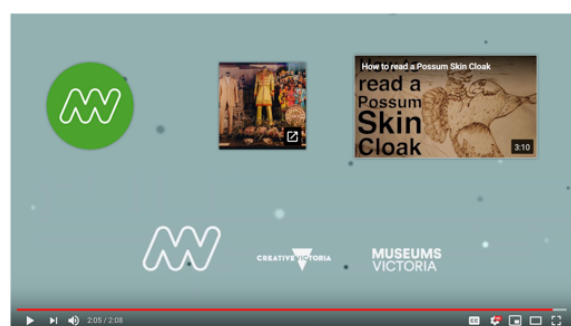 How to read a Possum Skin Cloak
read a
Possum
Skin
Cloak
3:10
CREATIVE VICTORIA
MUSEUMS
VICTORIA
2:05 / 2:08
CC